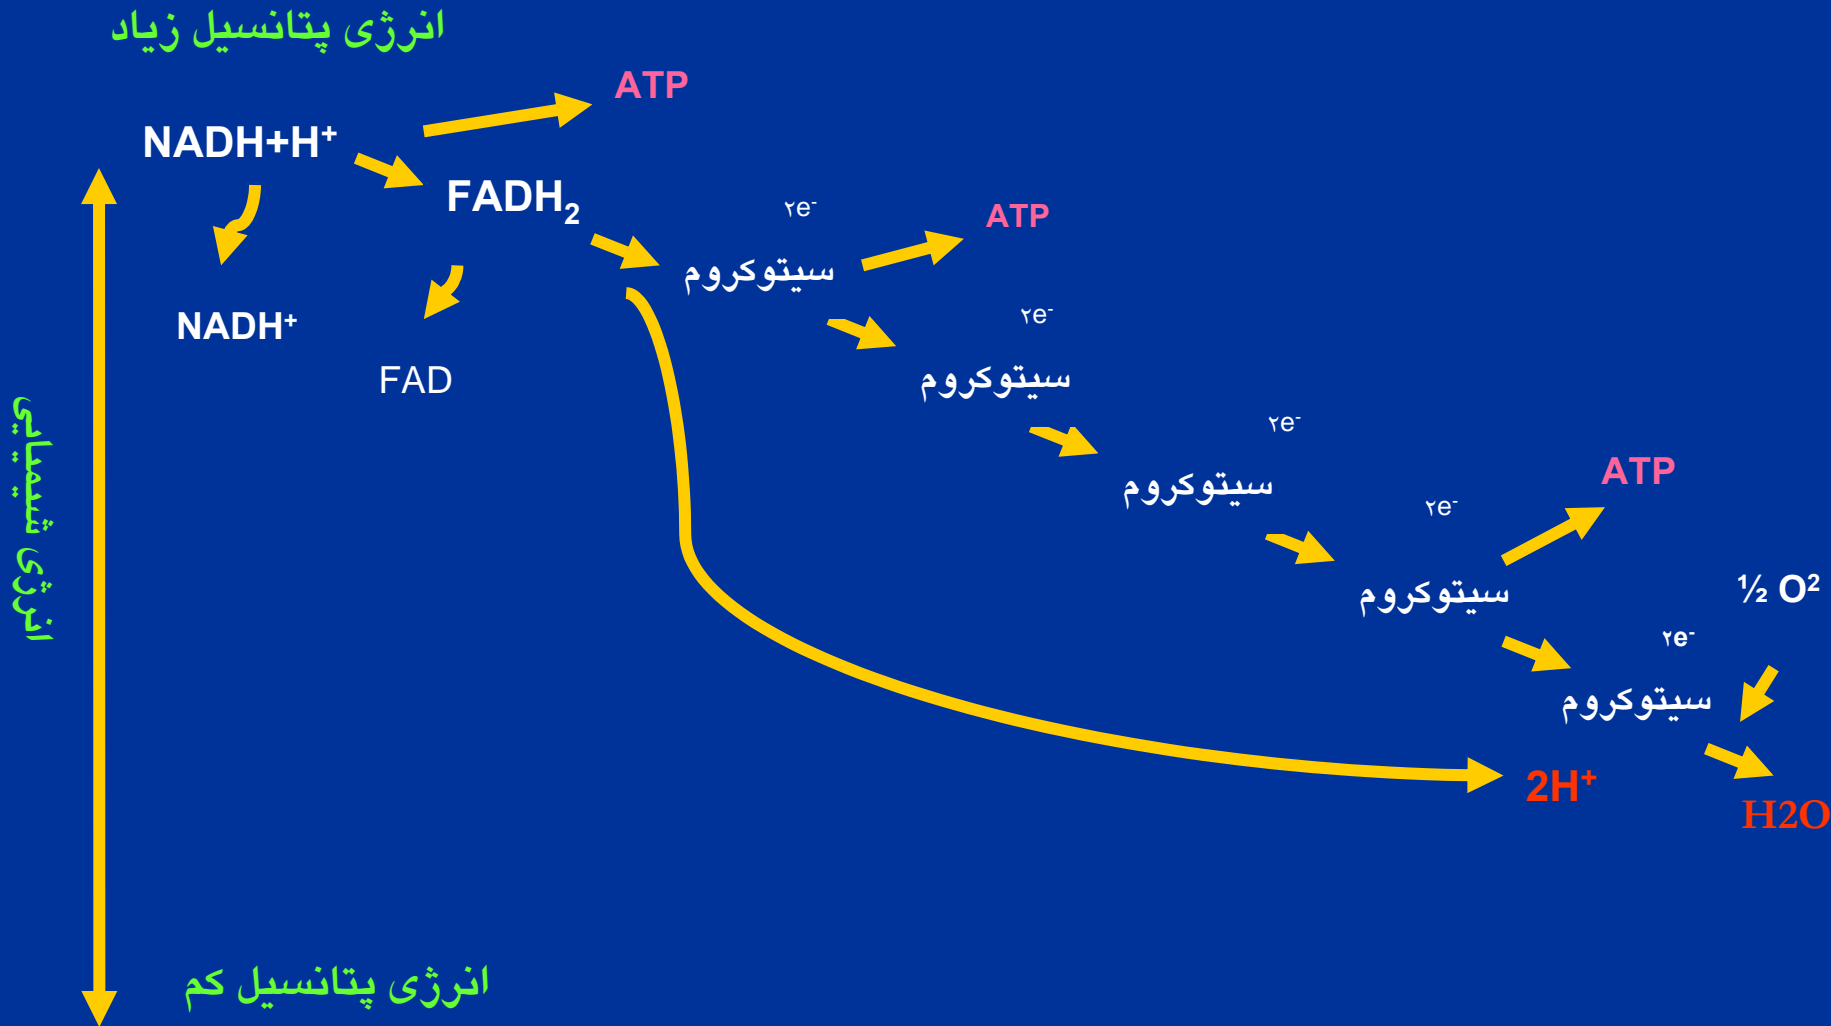 انرژی پتانسیل زیاد
ATP
NADH+H⁺
FADH₂
۲e⁻
ATP
سیتوکروم
NADH⁺
۲e⁻
FAD
سیتوکروم
انرژی شیمیایی
۲e⁻
ATP
سیتوکروم
۲e⁻
½ O²
سیتوکروم
۲e⁻
سیتوکروم
2H⁺
H2O
انرژی پتانسیل کم